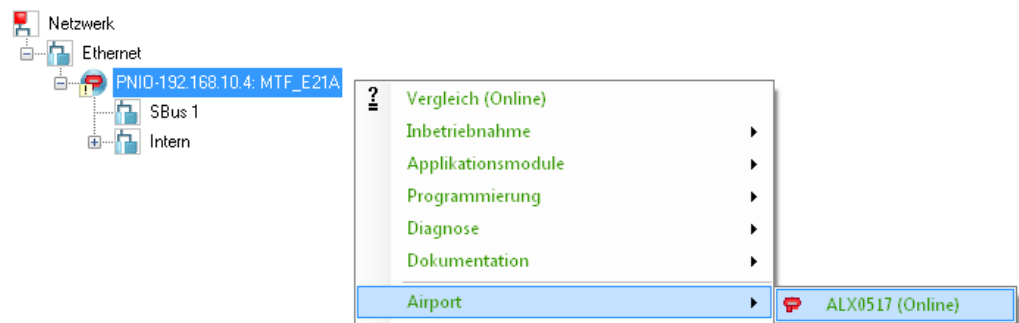 Netzwerk
Ethernet
PNIO-192.168.10.4: MTF_E21A
SBus 1
Intern
Vergleich (Online)
Inbetriebnahme
Applikationsmodule
Programmierung
Diagnose
Dokumentation
Airport
ALX0517 (Online)